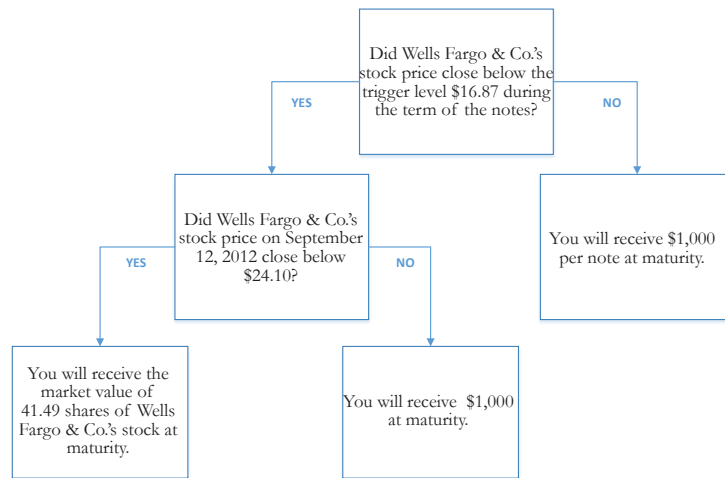 Did Wells Fargo & Co.'s
stock price close below the
trigger level $16.87 during
the term of the notes?
YES
NO
Did Wells Fargo & Co.'s
stock price on September
12, 2012 close below
$24.10?
You will receive $1,000
per note at maturity.
YES
NO
You will receive the
market value of
41.49 shares of Wells
Fargo & Co.'s stock at
maturity.
You will receive $1,000
at maturity.